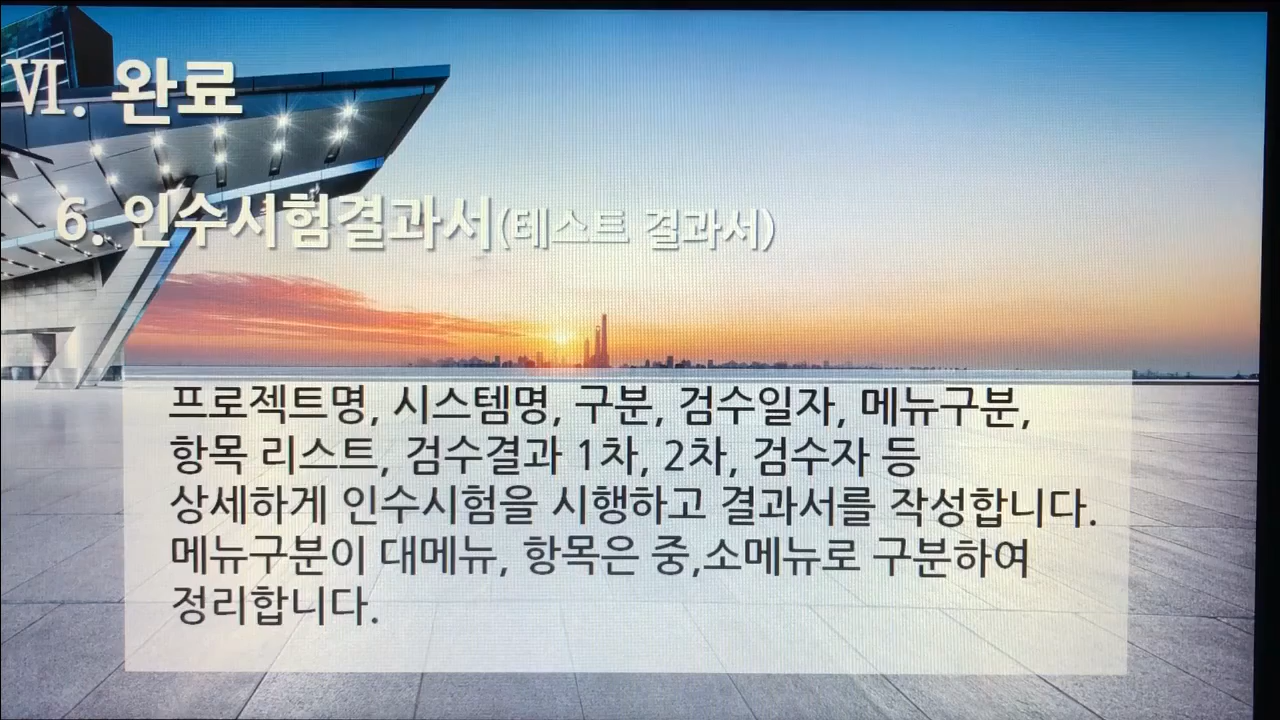 Ⅵ. 완료
6. 인수시험결과서(테스트 결과서)
프로젝트명, 시스템명, 구분, 검수일자, 메뉴구분,
항목 리스트, 검수결과 1차, 2차, 검수자 등
상세하게 인수시험을 시행하고 결과서를 작성합니다.
메뉴구분이 대메뉴, 항목은 중,소메뉴로 구분하여
정리합니다.